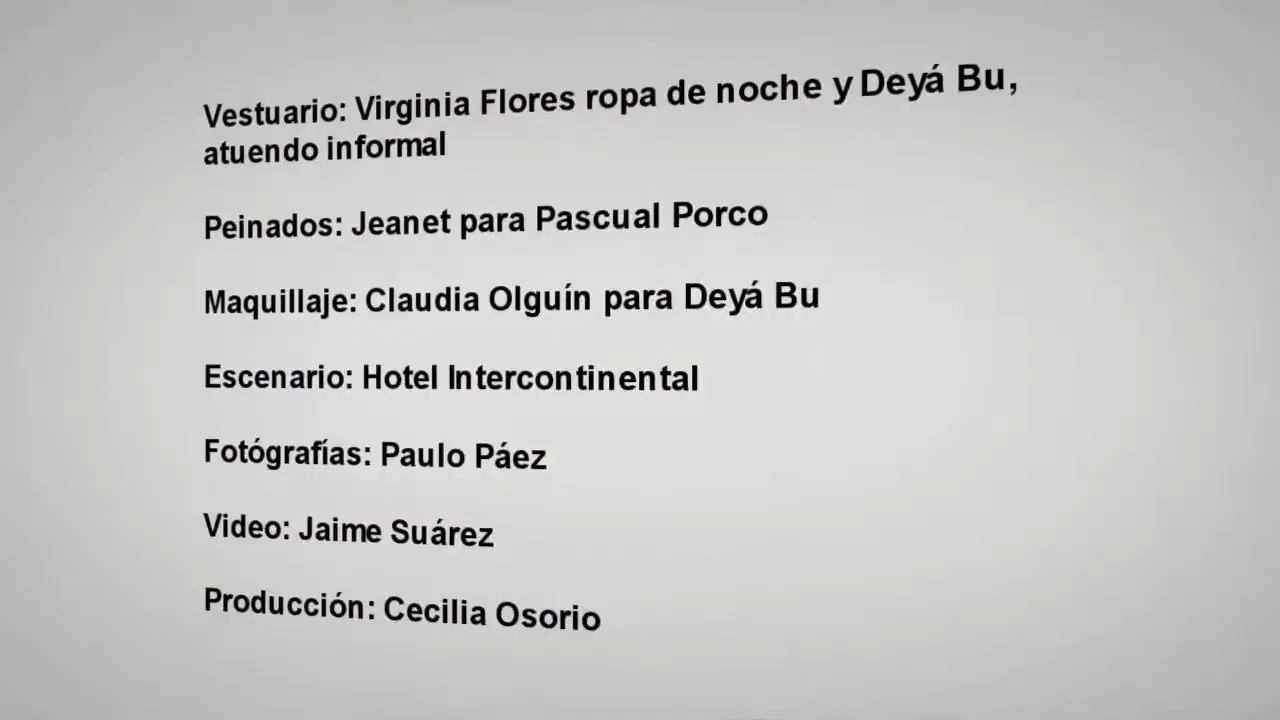 Vestuario: Virginia Flores ropa de noche y Deyá Bu,
atuendo informal
Peinados: Jeanet para Pascual Porco
Maquillaje: Claudia Olguín para Deyá Bu
Escenario: Hotel Intercontinental
Fotógrafías: Paulo Páez
Video: Jaime Suárez
Producción: Cecilia Osorio